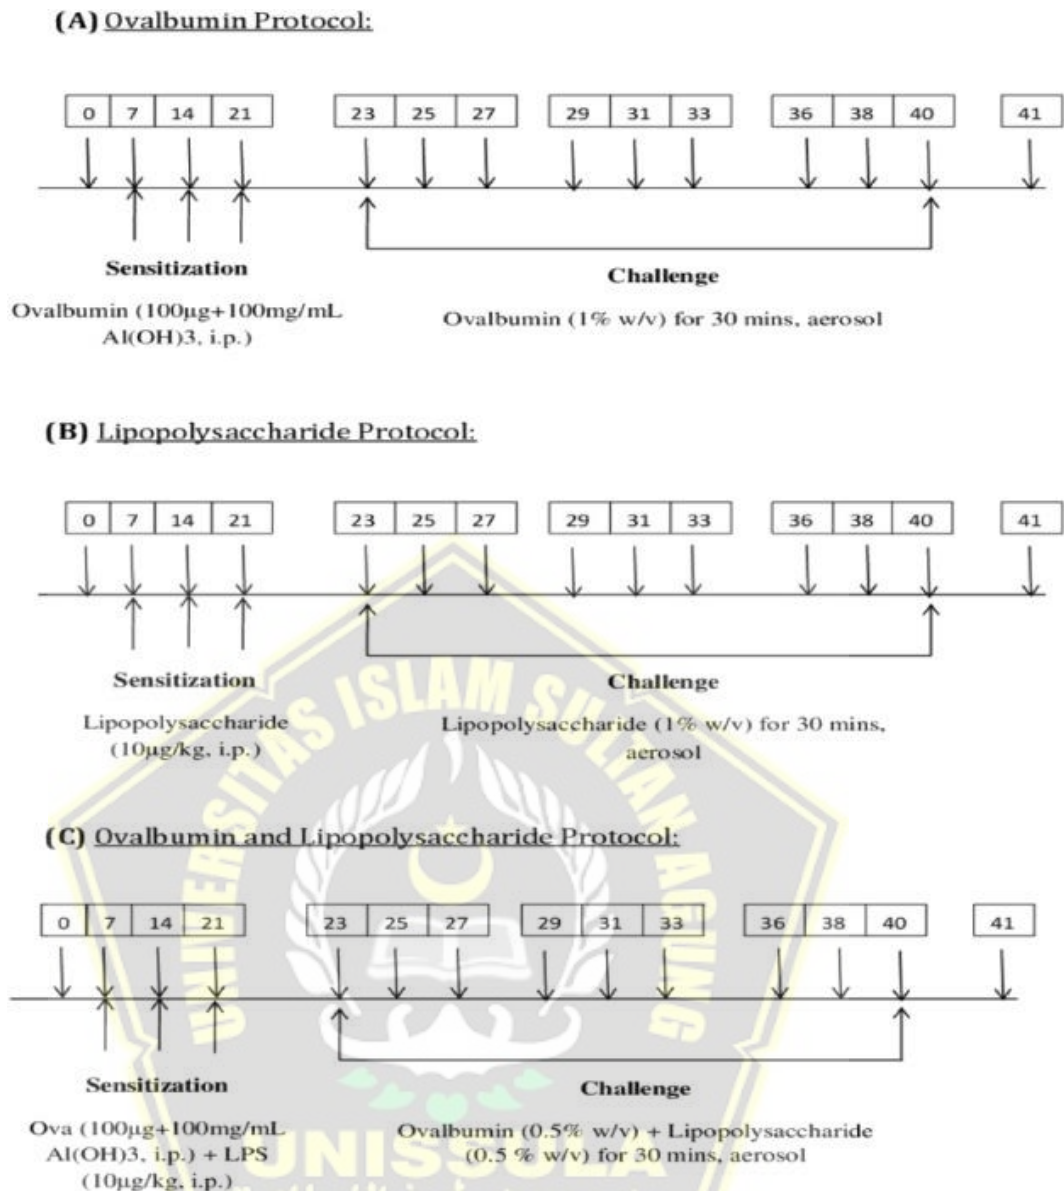 (A) Ovalbumin Protocol:
0 7 14 21 23 25 27 29 31 33 36 38 40 41
Sensitization
Ovalbumin (100µg+100mg/mL
Al(OH)3, i.p.)
Challenge
Ovalbumin (1% w/v) for 30 mins, aerosol
(B) Lipopolysaccharide Protocol:
0 7 14 21 23 25 27 29 31 33 36 38 40 41
Sensitization
Lipopolysaccharide
(10µg/kg, i.p.)
Challenge
Lipopolysaccharide (1% w/v) for 30 mins,
aerosol
(C) Ovalbumin and Lipopolysaccharide Protocol:
0 7 14 21 23 25 27 29 31 33 36 38 40 41
Sensitization
Ova (100µg+100mg/mL
Al(OH)3, i.p.) + LPS
(10µg/kg, i.p.)
Challenge
Ovalbumin (0.5% w/v) + Lipopolysaccharide
(0.5 % w/v) for 30 mins, aerosol
UNIVERSITAS ISLAM SULTAN AGUNG
UNISSULA